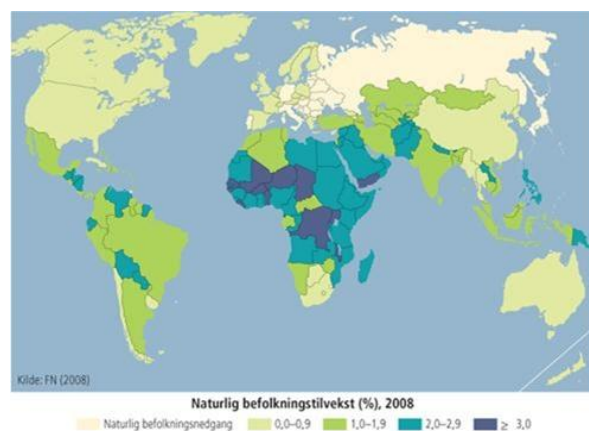 Kilde: FN (2008)
Naturlig befolkningstilvekst (%), 2008
Naturlig befolkningsnedgang 0,0–0,9 1,0–1,9 2,0–2,9 ≥ 3,0